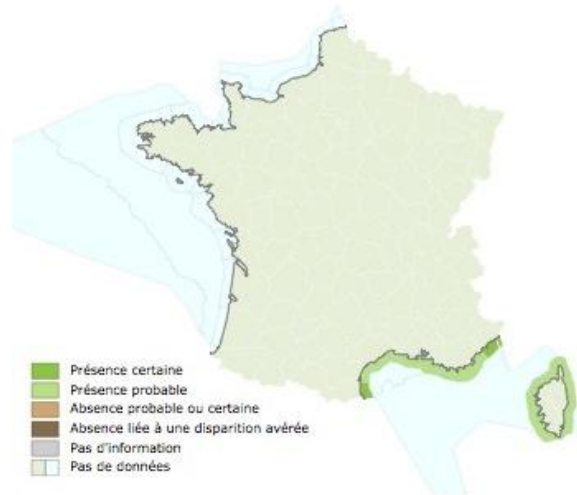 Présence certaine
Présence probable
Absence probable ou certaine
Absence liée à une disparition avérée
Pas d'information
Pas de données